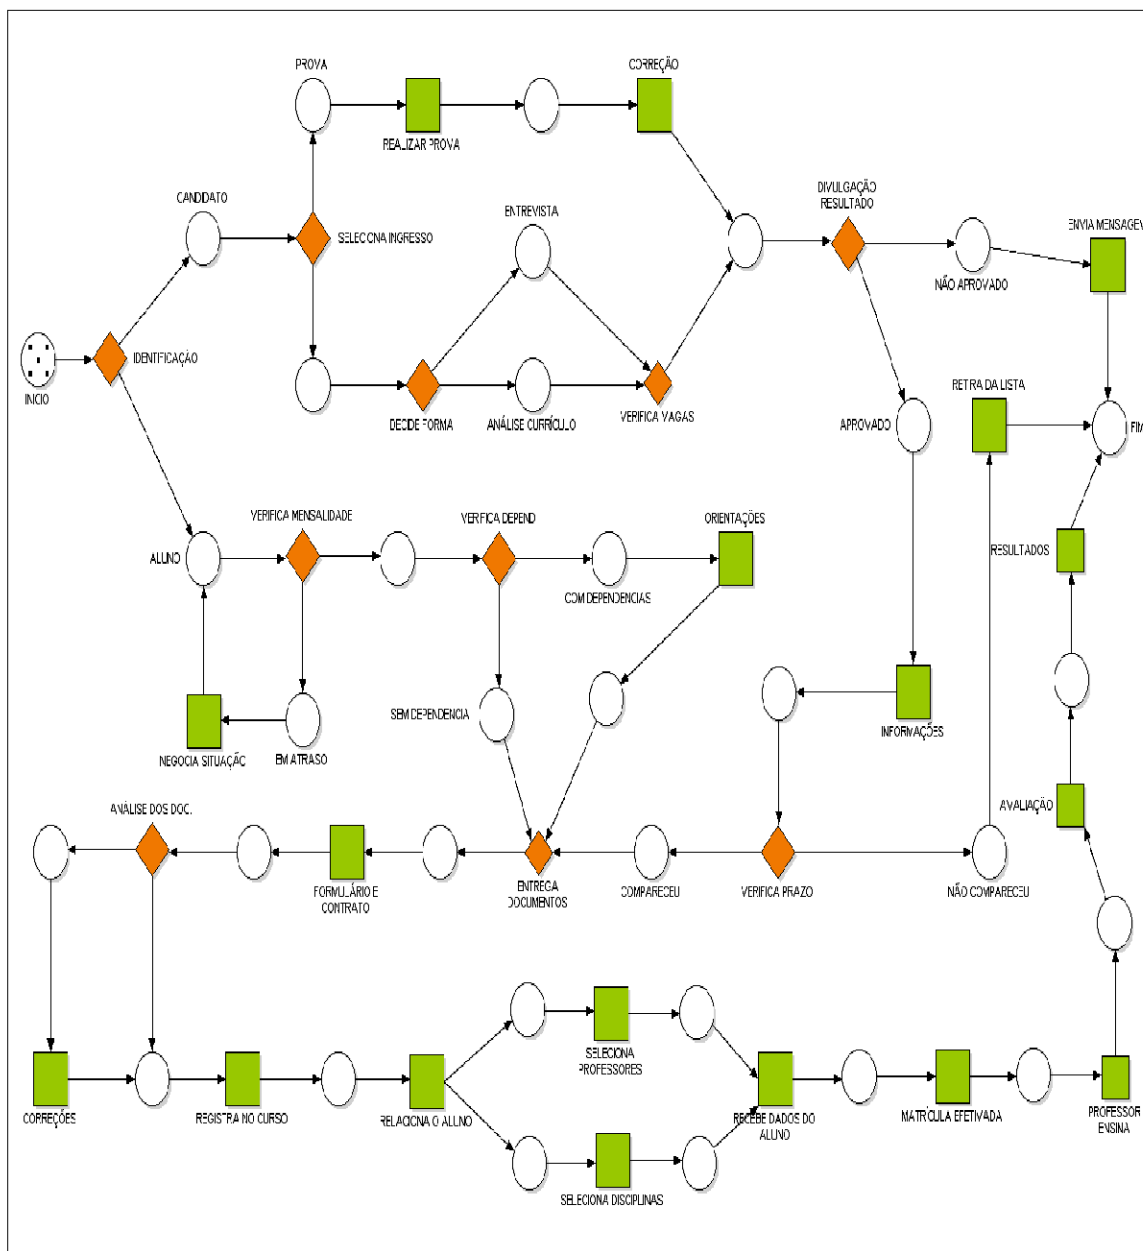 PROVA
CORREÇÃO
REALIZAR PROVA
CANDIDATO
ENTREVISTA
DIVULGAÇÃO
RESULTADO
ENVIA MENSAGEM
SELECIONA INGRESSO
NÃO APROVADO
IDENTIFICAÇÃO
INICIO
DECIDE FORMA
ANÁLISE CURRÍCULO
VERIFICA VAGAS
RETIRA DA LISTA
APROVADO
FIM
VERIFICA MENSALIDADE
VERIFICA DEPEND
ORIENTAÇÕES
ALUNO
RESULTADOS
COM DEPENDENCIAS
SEM DEPENDENCIA
INFORMAÇÕES
NEGOCIA SITUAÇÃO
EM ATRASO
ANÁLISE DOS DOC.
AVALIAÇÃO
FORMULÁRIO E
CONTRATO
ENTREGA
DOCUMENTOS
COMPARECEU
VERIFICA PRAZO
NÃO COMPARECEU
SELECIONA
PROFESSORES
CORREÇÕES
REGISTRA NO CURSO
RELACIONA O ALUNO
RECEBE DADOS DO
ALUNO
MATRÍCULA EFETIVADA
PROFESSOR
ENSINA
SELECIONA DISCIPLINAS